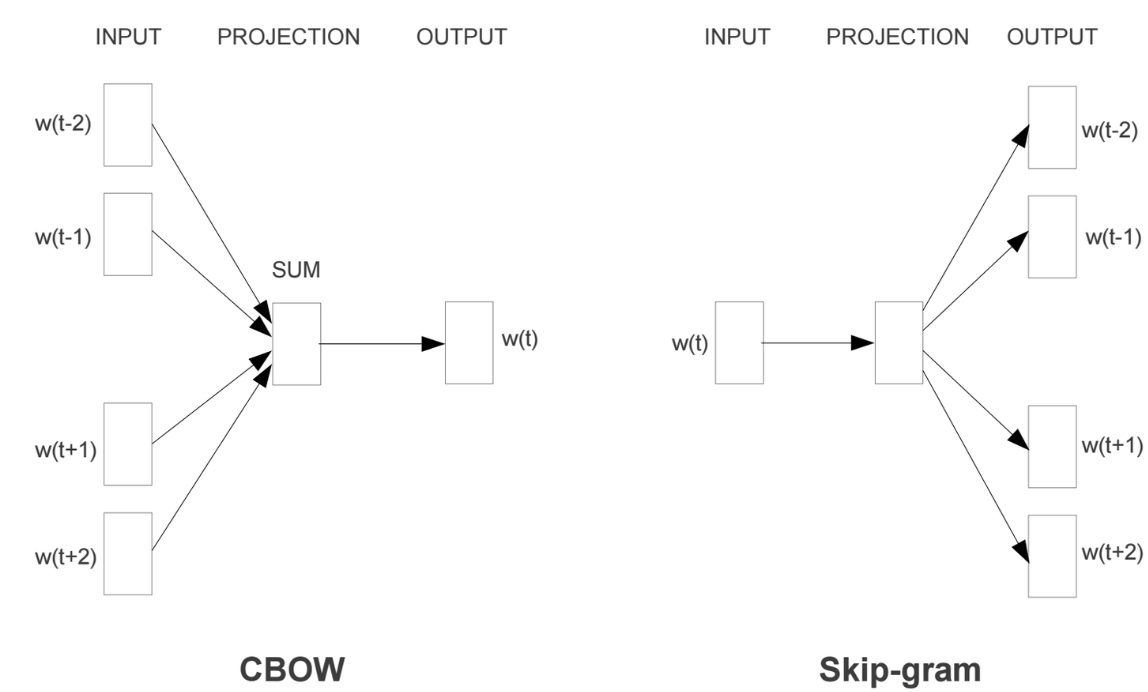 INPUT PROJECTION OUTPUT
w(t-2)
w(t-1)
SUM
w(t)
w(t+1)
w(t+2)
CBOW
INPUT PROJECTION OUTPUT
w(t-2)
w(t-1)
w(t)
w(t+1)
w(t+2)
Skip-gram